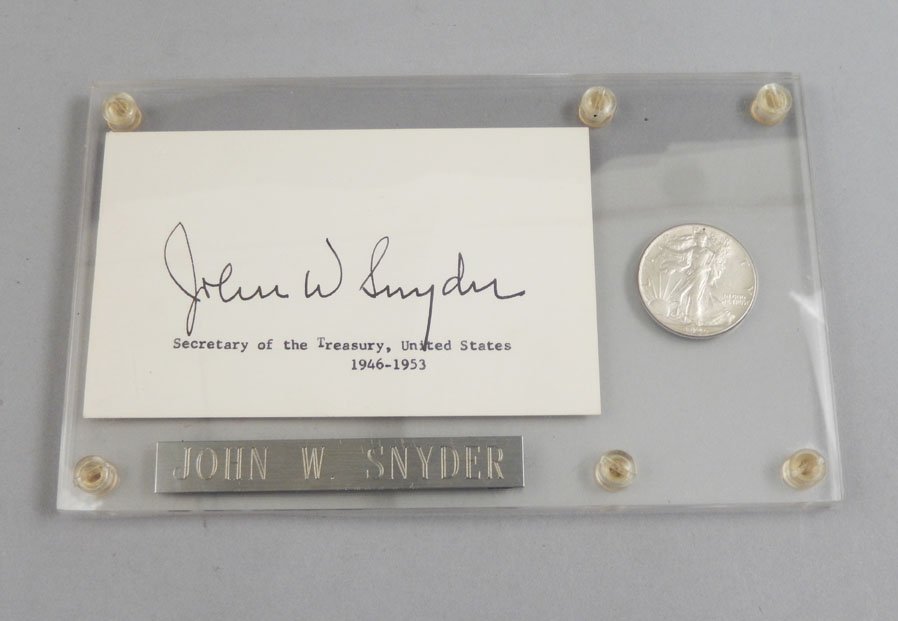 John W Snyder
Secretary of the Treasury, United States
1946-1953
JOHN W. SNYDER